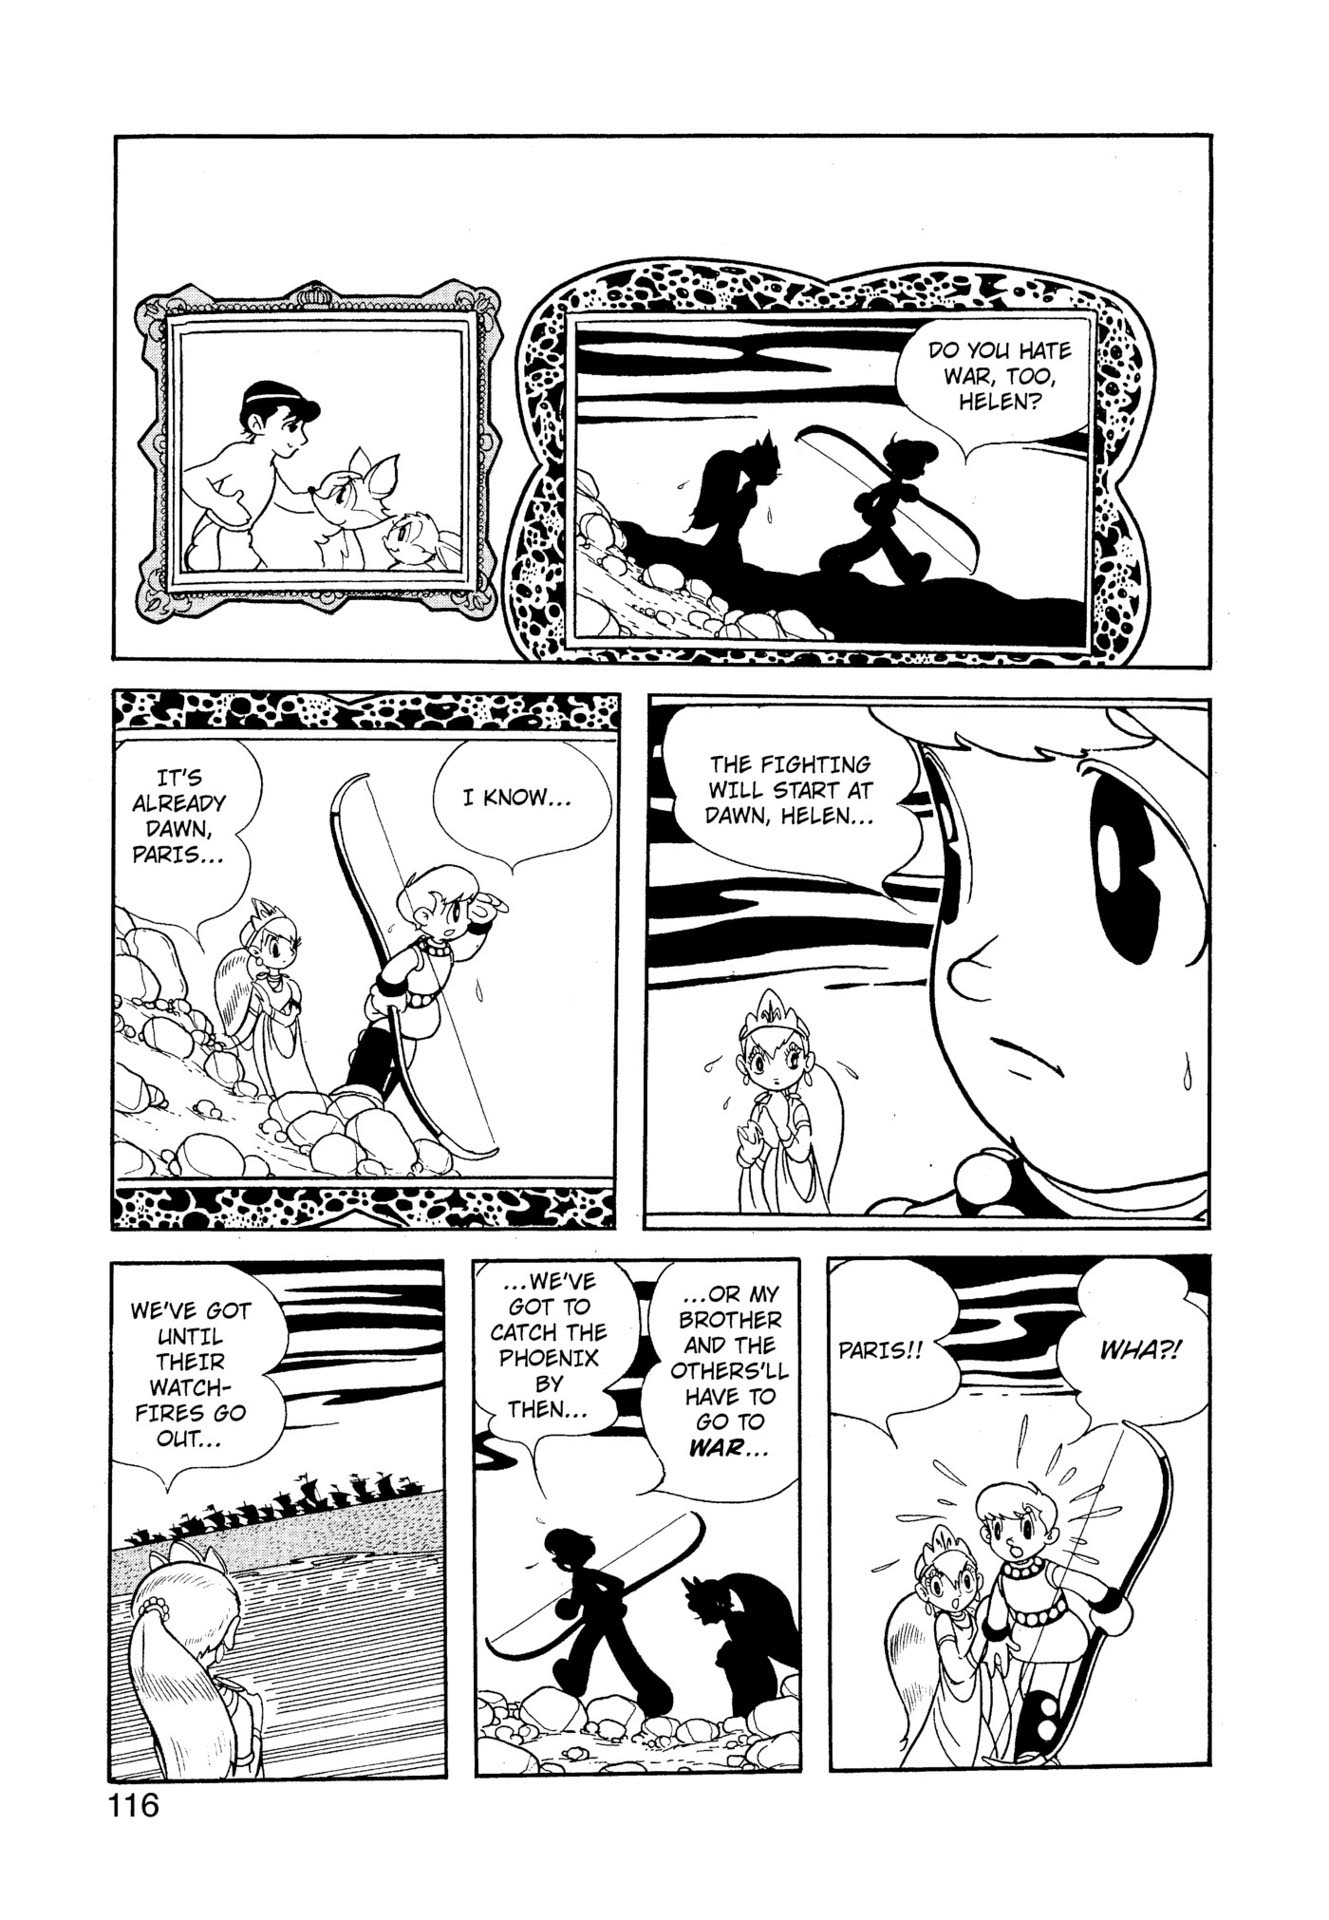 DO YOU HATE
WAR, TOO,
HELEN?
IT'S
ALREADY
DAWN,
PARIS...
I KNOW...
THE FIGHTING
WILL START AT
DAWN, HELEN...
WE'VE GOT
UNTIL
THEIR
WATCH-
FIRES GO
OUT...
...WE'VE
GOT TO
CATCH THE
PHOENIX
BY
THEN...
...OR MY
BROTHER
AND THE
OTHERS'LL
HAVE TO
GO TO
WAR...
PARIS!!
WHA?!
116